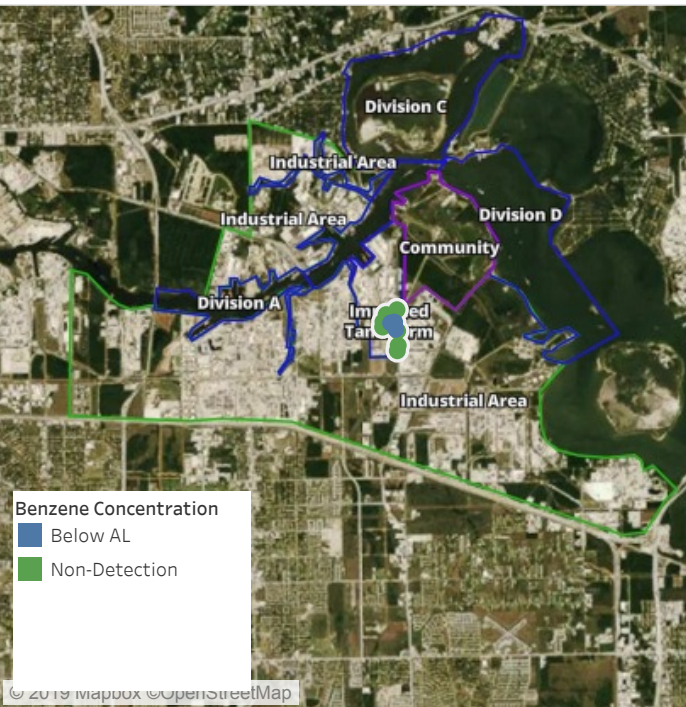 Division C
Industrial Area
Division D
Industrial Area
Community
Division A
Industrial Area
Benzene Concentration
Below AL
Non-Detection
© 2019 Mapbox ©OpenStreetMap